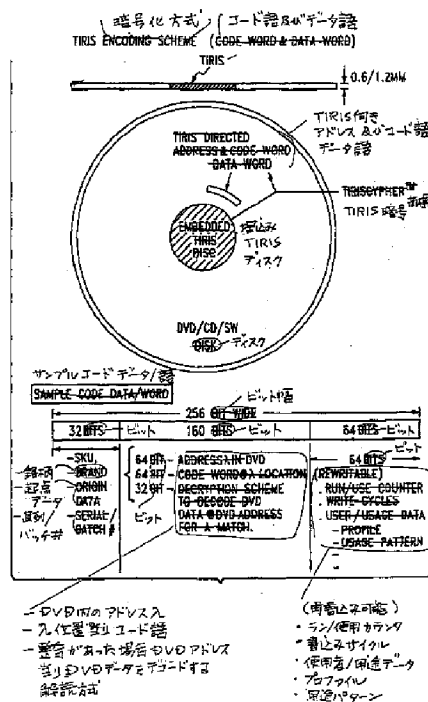 暗号化方式 (コード語及びデータ語
TIRIS ENCODING SCHEME (CODE WORD & DATA WORD)
TIRIS
0.6/1.2MM
TIRIS付き
アドレス及びコード語
データ語
TIRIS DIRECTED
ADDRESS & CODE-WORD
DATA-WORD
TIRISCYPHER™
TIRIS暗号
EMBEDDED
TIRIS
DISC
埋込み
TIRIS
ディスク
DVD/CD/SW
DISK ディスク
サンプルコードデータ/語
SAMPLE CODE DATA/WORD
256 BIT WIDE ビット幅
32 BITS ビット 160 BITS ビット 64 BITS ビット
-SKU,
BRAND
ORIGIN
DATA
-SERIAL/
BATCH #
銘柄
起点
データ
直列/
バッチ#
64 BIT - ADDRESS λ IN DVD
64 BIT - CODE WORD @ λ LOCATION
32 BIT - DECRYPTION SCHEME
TO DECODE DVD
DATA @ DVD ADDRESS
FOR A MATCH.
ビット
64 BITS ビット
(REWRITABLE)
. RUN/USE COUNTER
. WRITE-CYCLES
. USER/USAGE DATA
- PROFILE
- USAGE PATTERN
- DVD内のアドレス入
- 入位置当りコード語
- 整合があった場合DVDアドレス
当りDVDデータをデコードする
解読方式
(再書込み可能)
・ラン/使用カウンタ
・書込みサイクル
・使用者/用途データ
・プロファイル
・用途パターン